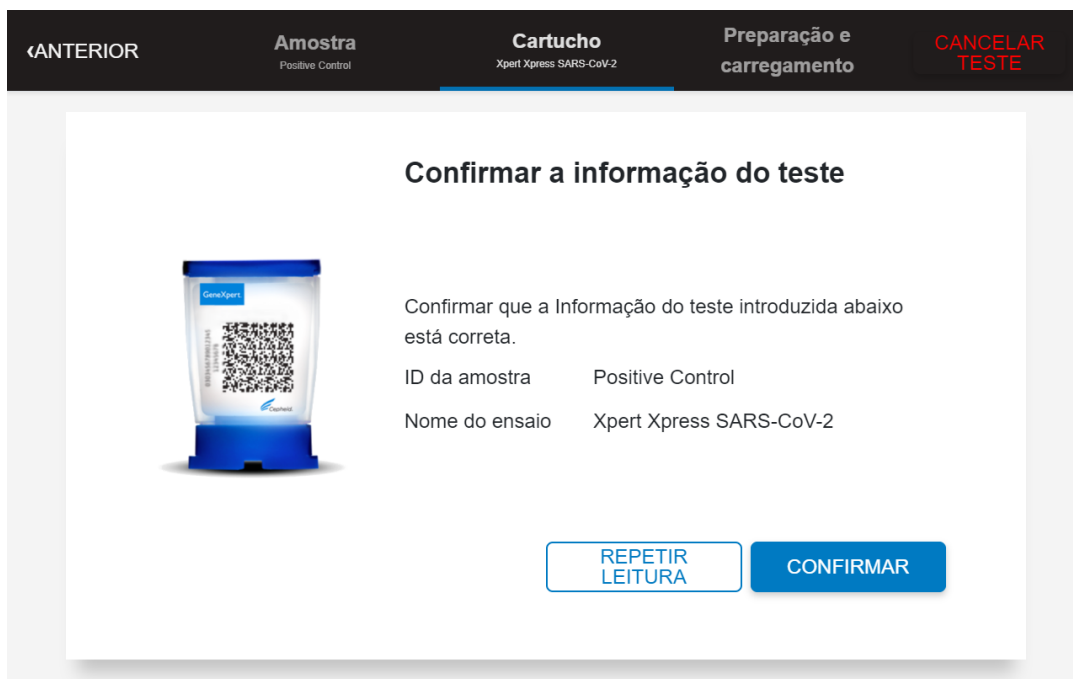 ‹ANTERIOR
Amostra
Positive Control
Cartucho
Xpert Xpress SARS-CoV-2
Preparação e
carregamento
CANCELAR
TESTE
Confirmar a informação do teste
GeneXpert
Cepheid.
Confirmar que a Informação do teste introduzida abaixo
está correta.
ID da amostra Positive Control
Nome do ensaio Xpert Xpress SARS-CoV-2
REPETIR
LEITURA
CONFIRMAR